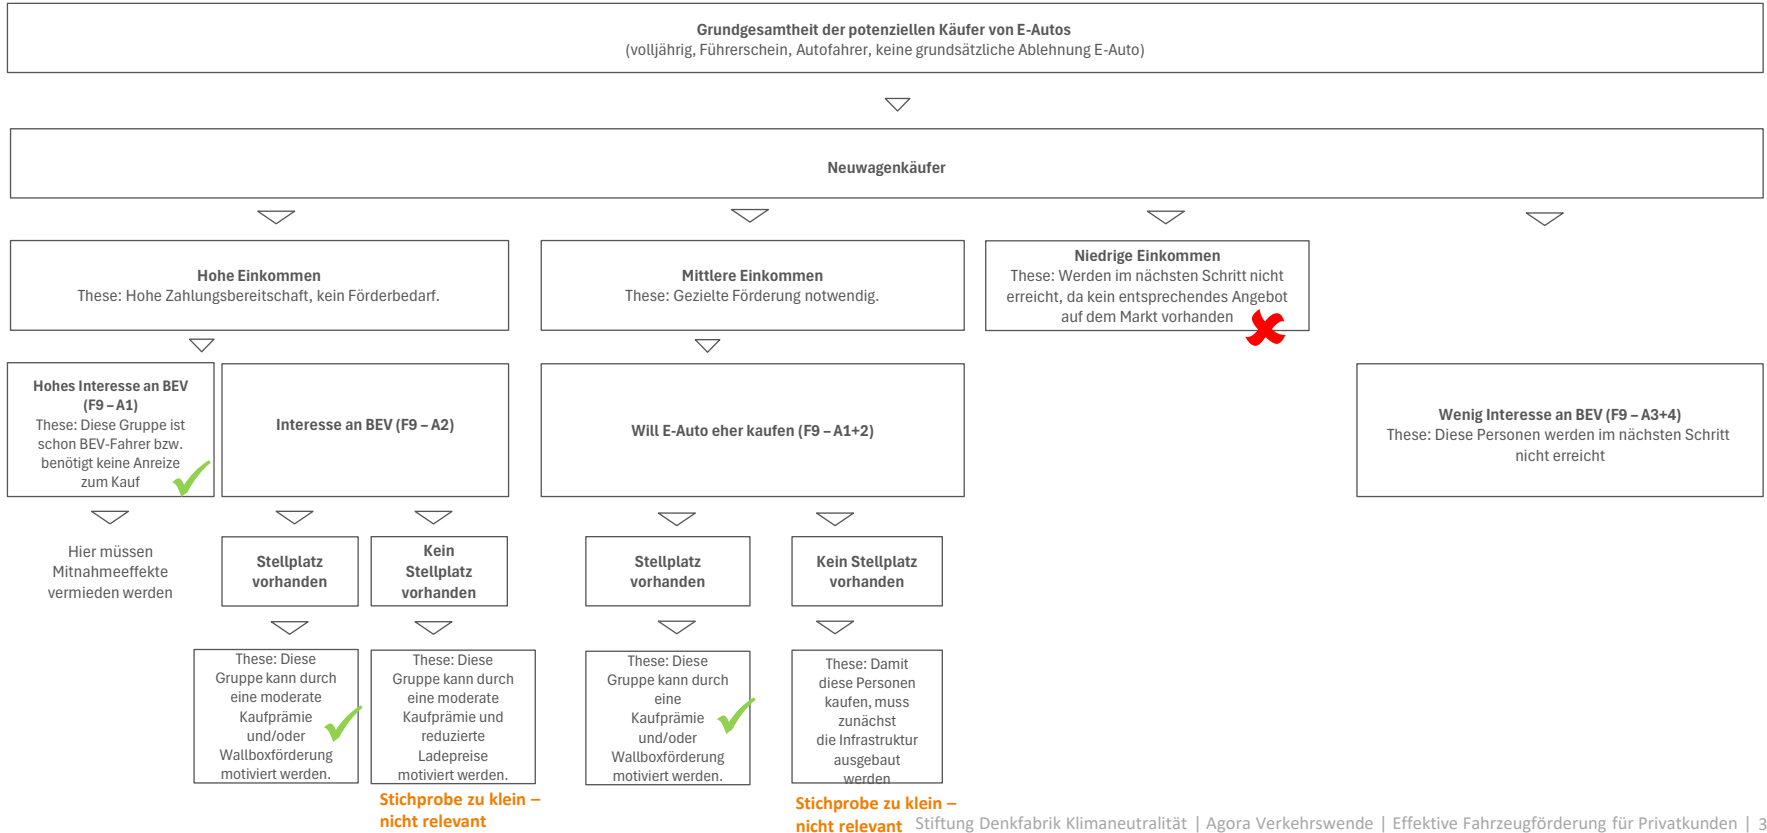 Grundgesamtheit der potenziellen Käufer von E-Autos
(volljährig, Führerschein, Autofahrer, keine grundsätzliche Ablehnung E-Auto)
Neuwagenkäufer
Hohe Einkommen
These: Hohe Zahlungsbereitschaft, kein Förderbedarf.
Mittlere Einkommen
These: Gezielte Förderung notwendig.
Niedrige Einkommen
These: Werden im nächsten Schritt nicht
erreicht, da kein entsprechendes Angebot
auf dem Markt vorhanden
Hohes Interesse an BEV
(F9 – A1)
These: Diese Gruppe ist
schon BEV-Fahrer bzw.
benötigt keine Anreize
zum Kauf
Interesse an BEV (F9 – A2)
Will E-Auto eher kaufen (F9 – A1+2)
Wenig Interesse an BEV (F9 – A3+4)
These: Diese Personen werden im nächsten Schritt
nicht erreicht
Hier müssen
Mitnahmeeffekte
vermieden werden
Stellplatz
vorhanden
Kein
Stellplatz
vorhanden
Stellplatz
vorhanden
Kein Stellplatz
vorhanden
These: Diese
Gruppe kann durch
eine moderate
Kaufprämie
und/oder
Wallboxförderung
motiviert werden.
These: Diese
Gruppe kann durch
eine moderate
Kaufprämie und
reduzierte
Ladepreise
motiviert werden.
These: Diese
Gruppe kann durch
eine
Kaufprämie
und/oder
Wallboxförderung
motiviert werden.
These: Damit
diese Personen
kaufen, muss
zunächst
die Infrastruktur
ausgebaut
werden
Stichprobe zu klein –
nicht relevant
Stichprobe zu klein –
nicht relevant
Stiftung Denkfabrik Klimaneutralität | Agora Verkehrswende | Effektive Fahrzeugförderung für Privatkunden | 3